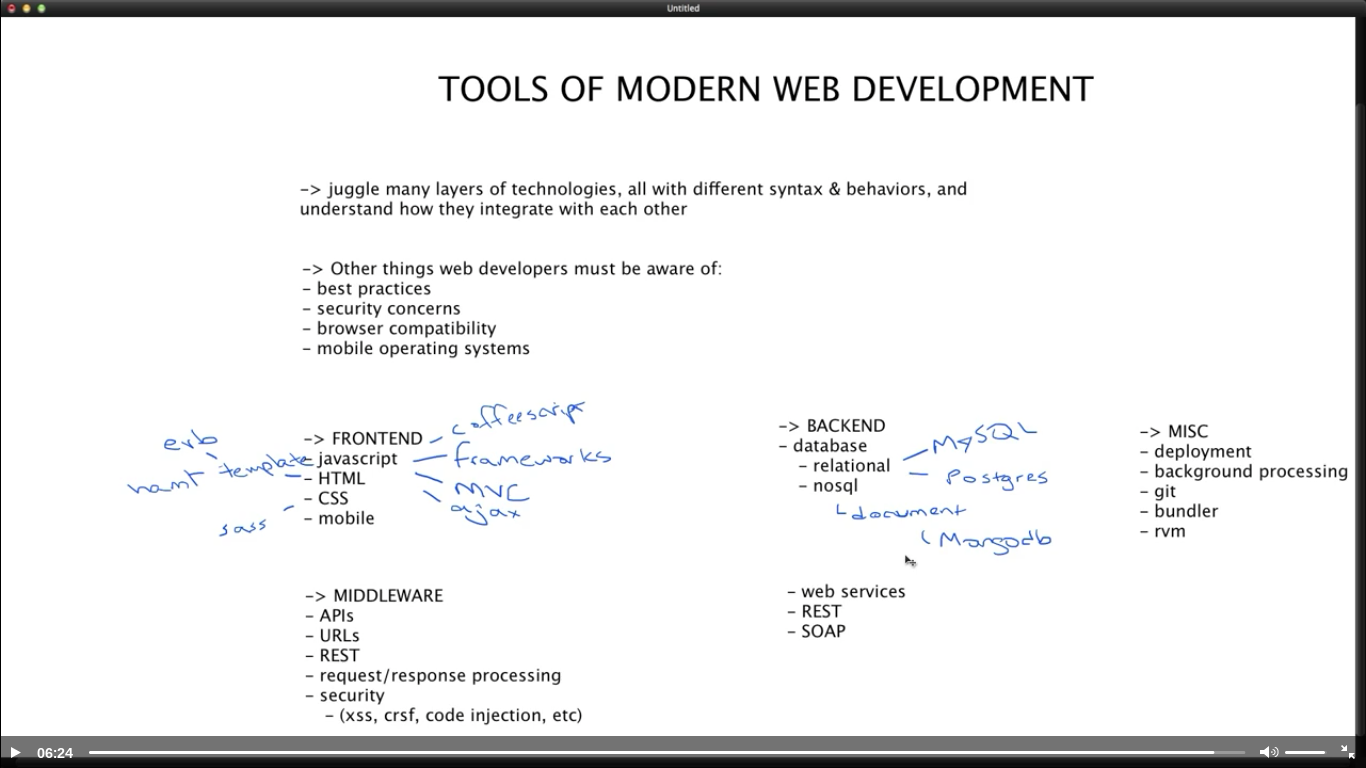 Untitled
TOOLS OF MODERN WEB DEVELOPMENT
-> juggle many layers of technologies, all with different syntax & behaviors, and
understand how they integrate with each other
-> Other things web developers must be aware of:
- best practices
- security concerns
- browser compatibility
- mobile operating systems
-> FRONTEND
- javascript
- HTML
- CSS
- mobile
coffeescript
frameworks
MVC
ajax
erb
template
haml
sass
-> MIDDLEWARE
- APIs
- URLs
- REST
- request/response processing
- security
- (xss, crsf, code injection, etc)
-> BACKEND
- database
- relational
- nosql
MySQL
Postgres
document
Mongodb
- web services
- REST
- SOAP
-> MISC
- deployment
- background processing
- git
- bundler
- rvm
06:24